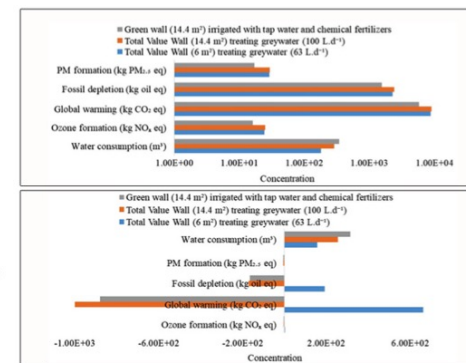 Green wall (14.4 m²) irrigated with tap water and chemical fertilizers
Total Value Wall (14.4 m²) treating greywater (100 L.d⁻¹)
Total Value Wall (6 m²) treating greywater (63 L.d⁻¹)
PM formation (kg PM₂.₅ eq)
Fossil depletion (kg oil eq)
Global warming (kg CO₂ eq)
Ozone formation (kg NOₓ eq)
Water consumption (m³)
1.00E+00 1.00E+01 1.00E+02 1.00E+03 1.00E+04
Concentration
Green wall (14.4 m²) irrigated with tap water and chemical fertilizers
Total Value Wall (14.4 m²) treating greywater (100 L.d⁻¹)
Total Value Wall (6 m²) treating greywater (63 L.d⁻¹)
Water consumption (m³)
PM formation (kg PM₂.₅ eq)
Fossil depletion (kg oil eq)
Global warming (kg CO₂ eq)
Ozone formation (kg NOₓ eq)
-1.00E+03 -6.00E+02 -2.00E+02 2.00E+02 6.00E+02
Concentration